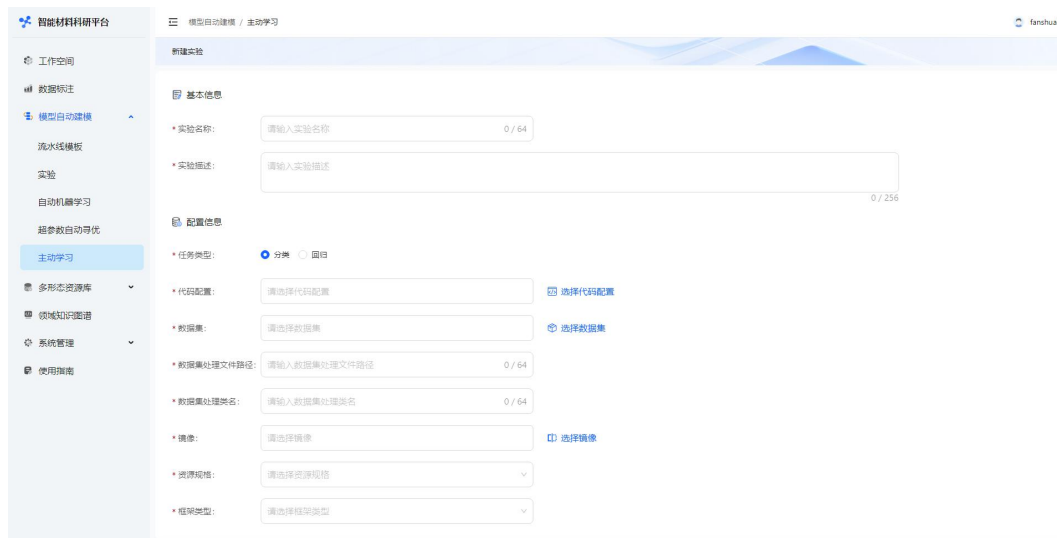 智能材料科研平台
模型自动建模 / 主动学习
fanshua
工作空间
数据标注
模型自动建模
流水线模板
实验
自动机器学习
超参数自动寻优
主动学习
多形态资源库
领域知识图谱
系统管理
使用指南
新建实验
基本信息
* 实验名称: 请输入实验名称 0 / 64
* 实验描述: 请输入实验描述
0 / 256
配置信息
* 任务类型: 分类 回归
* 代码配置: 请选择代码配置 选择代码配置
* 数据集: 请选择数据集 选择数据集
* 数据集处理文件路径: 请输入数据集处理文件路径 0 / 64
* 数据集处理类名: 请输入数据集处理类名 0 / 64
* 镜像: 请选择镜像 选择镜像
* 资源规格: 请选择资源规格
* 框架类型: 请选择框架类型